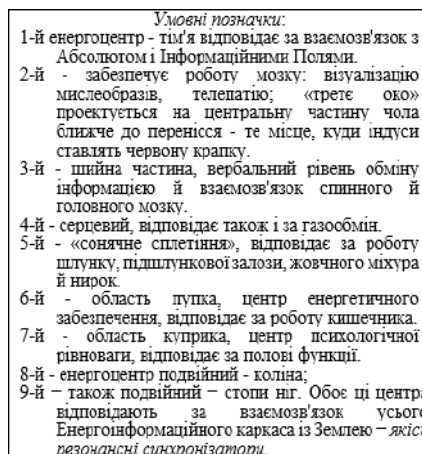 Умовні позначки:
1-й енергоцентр - тім'я відповідає за взаємозв'язок з
Абсолютом і Інформаційними Полями.
2-й - забезпечує роботу мозку: візуалізацію
мислеобразів, телепатію; «третє око»
проектується на центральну частину чола
ближче до перенісся - те місце, куди індуси
ставлять червону крапку.
3-й - шийна частина, вербальний рівень обміну
інформацією й взаємозв'язок спинного й
головного мозку.
4-й - серцевий, відповідає також і за газообмін.
5-й - «сонячне сплетіння», відповідає за роботу
шлунку, підшлункової залози, жовчного міхура
й нирок.
6-й - область пупка, центр енергетичного
забезпечення, відповідає за роботу кишечника.
7-й - область куприка, центр психологічної
рівноваги, відповідає за полові функції.
8-й - енергоцентр подвійний - коліна;
9-й – також подвійний – стопи ніг. Обоє ці центра
відповідають за взаємозв'язок усього
Енергоінформаційного каркаса із Землею – якісь
резонансні синхронізатори.